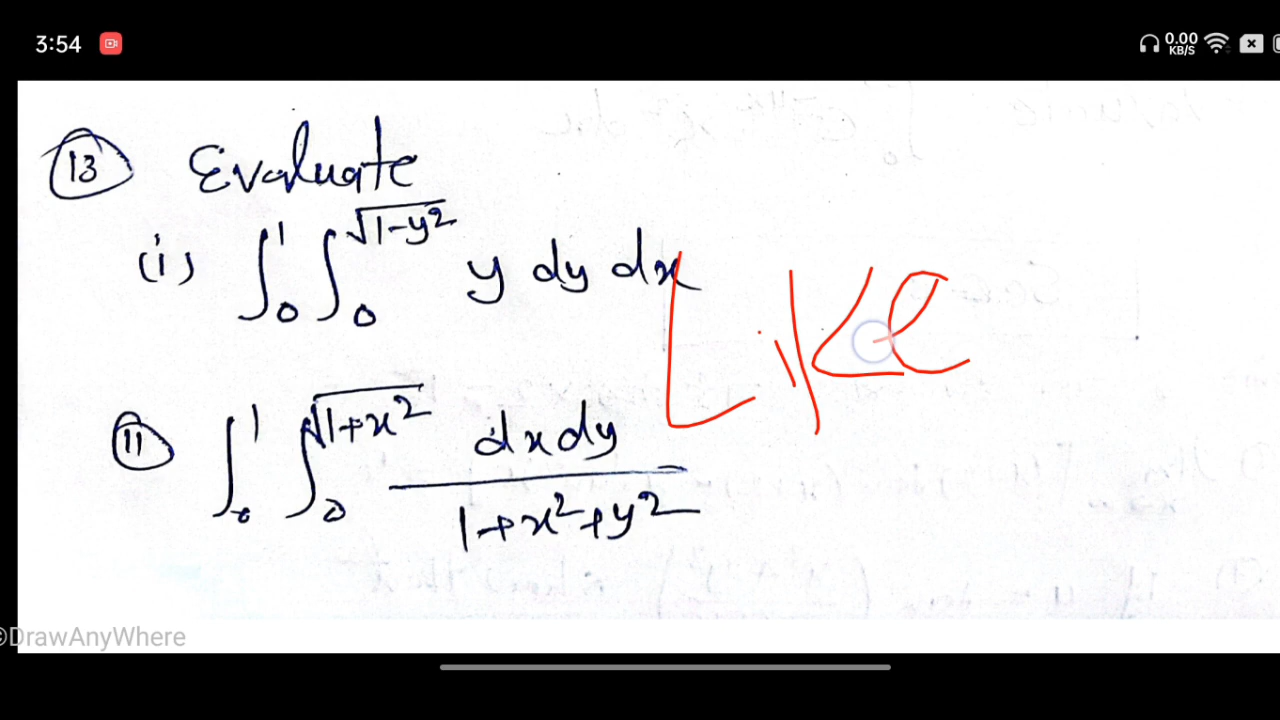 3:54 0.00 KB/S
13 Evaluate
(i) ∫₀¹ ∫₀^√(1-y²) y dy dx
Like
11 ∫₀¹ ∫₀^√(1+x²) dx dy / 1+x²+y²
©DrawAnyWhere